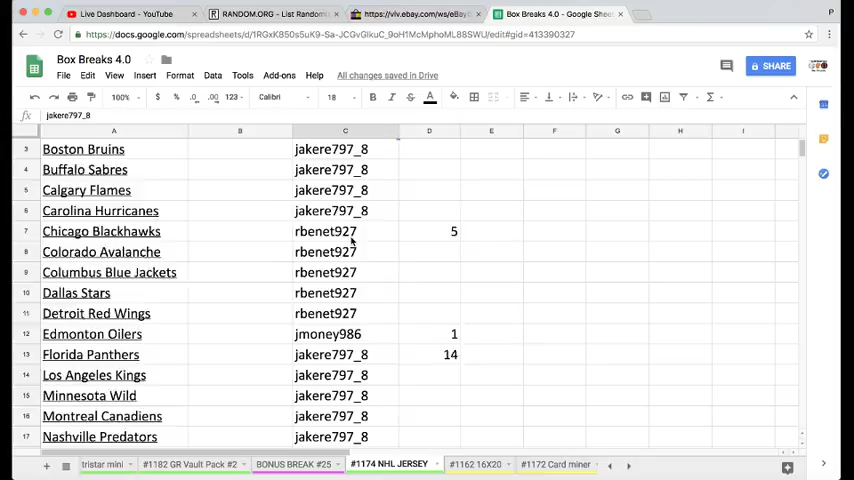 Live Dashboard - YouTube
RANDOM.ORG - List Randomiz
https://viv.ebay.com/ws/eBay
Box Breaks 4.0 - Google Sheet
P
https://docs.google.com/spreadsheets/d/1RGxK850s5uK9-Sa-JCGvGlkuC_9oH1McMphoML88SWU/edit#gid=413390327
Box Breaks 4.0
File Edit View Insert Format Data Tools Add-ons Help All changes saved in Drive
SHARE
100% $ % .0 .00 123 Calibri 18 B I S A
fx jakere797_8
A B C D E F G H I
3 Boston Bruins jakere797_8
4 Buffalo Sabres jakere797_8
5 Calgary Flames jakere797_8
6 Carolina Hurricanes jakere797_8
7 Chicago Blackhawks rbenet927 5
8 Colorado Avalanche rbenet927
9 Columbus Blue Jackets rbenet927
10 Dallas Stars rbenet927
11 Detroit Red Wings rbenet927
12 Edmonton Oilers jmoney986 1
13 Florida Panthers jakere797_8 14
14 Los Angeles Kings jakere797_8
15 Minnesota Wild jakere797_8
16 Montreal Canadiens jakere797_8
17 Nashville Predators jakere797_8
tristar mini #1182 GR Vault Pack #2 BONUS BREAK #25 #1174 NHL JERSEY #1162 16X20 #1172 Card miner